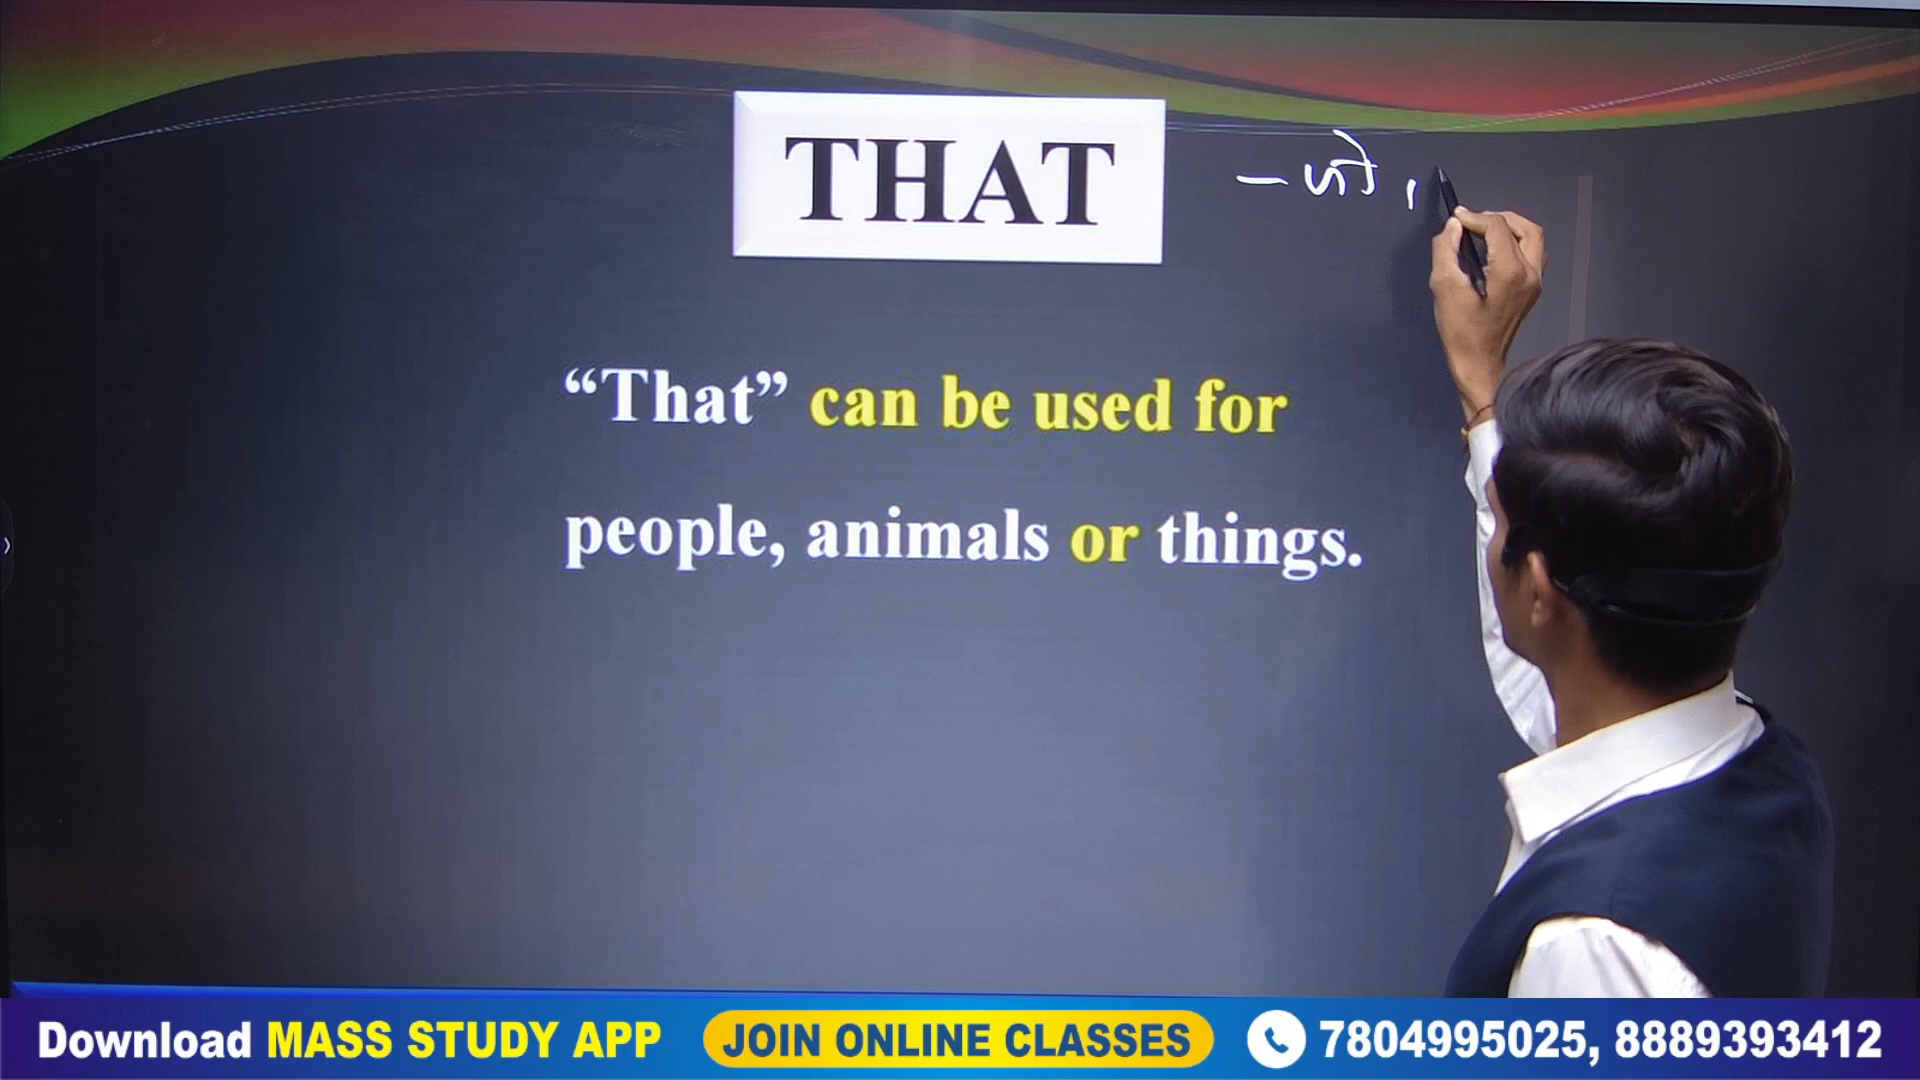 THAT - जो,
“That” can be used for
people, animals or things.
Download MASS STUDY APP JOIN ONLINE CLASSES 7804995025, 8889393412